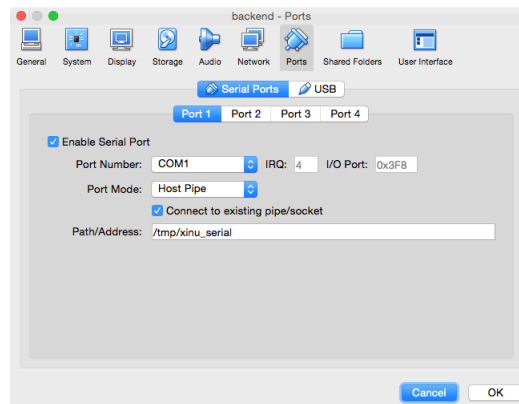 backend - Ports
General System Display Storage Audio Network Ports Shared Folders User Interface
Serial Ports USB
Port 1 Port 2 Port 3 Port 4
Enable Serial Port
Port Number: COM1 IRQ: 4 I/O Port: 0x3F8
Port Mode: Host Pipe
Connect to existing pipe/socket
Path/Address: /tmp/xinu_serial
Cancel OK